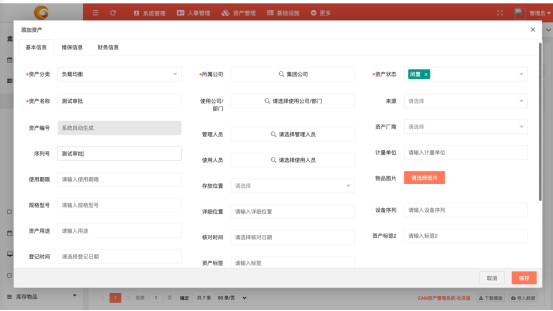 系统管理 人事管理 资产管理 基础设施 更多 管理员
添加资产
基本信息 维保信息 财务信息
*资产分类 负载均衡 *所属公司 集团公司 *资产状态 闲置 ×
*资产名称 测试审批 使用公司/部门 请选择使用公司/部门 来源 请选择
资产编号 系统自动生成 管理人员 请选择管理人员 资产厂商 请选择
序列号 测试审批 使用人员 请选择使用人员 计量单位 请输入计量单位
使用期限 请输入使用期限 存放位置 请选择 物品图片 请选择图片
规格型号 请输入规格型号 详细位置 请输入详细位置 设备序列 请输入设备序列
资产用途 请输入用途 核对时间 请选择核对日期 资产标签2 请输入标签2
登记时间 请选择登记日期 资产标签 请输入标签
取消 保存
库存物品 1 到第 1 页 确定 共 7 条 60 条/页 CAM资产管理系统-社区版 下载模版 导入数据